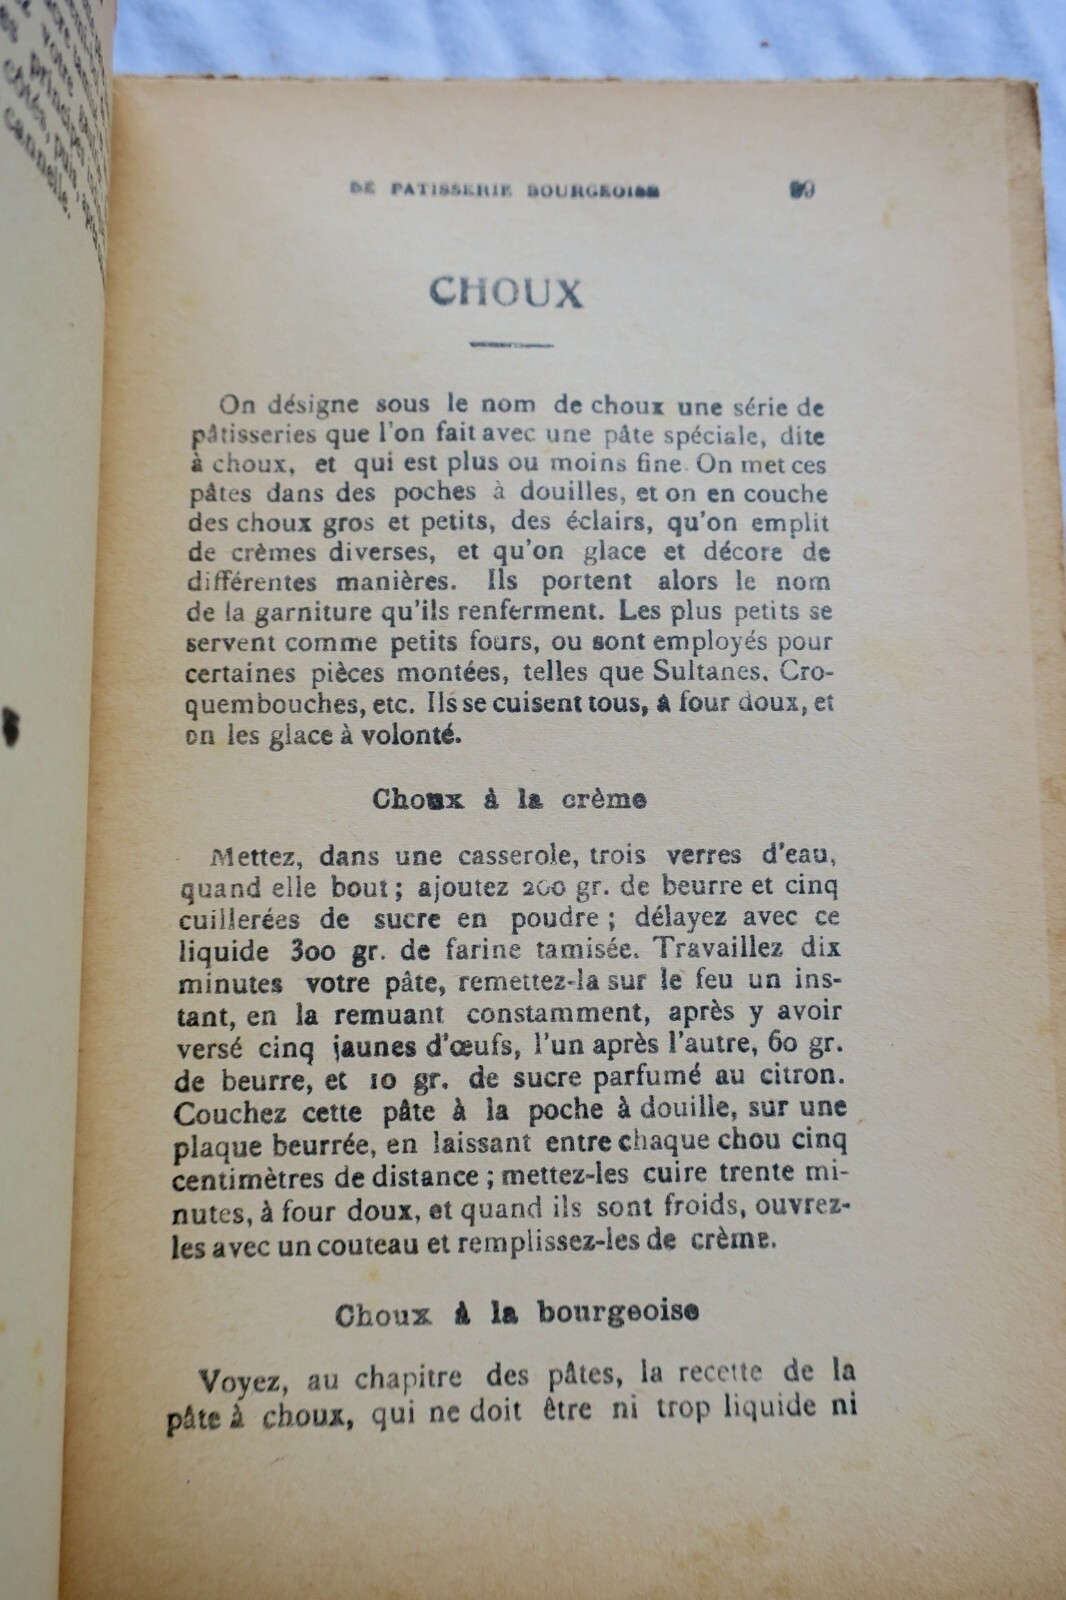 votre
principes
côtés, puis, après
cannelle.
DE PATISSERIE BOURGEOISE
CHOUX
On désigne sous le nom de choux une série de
pâtisseries que l'on fait avec une pâte spéciale, dite
à choux, et qui est plus ou moins fine. On met ces
pâtes dans des poches à douilles, et on en couche
des choux gros et petits, des éclairs, qu'on emplit
de crèmes diverses, et qu'on glace et décore de
différentes manières. Ils portent alors le nom
de la garniture qu'ils renferment. Les plus petits se
servent comme petits fours, ou sont employés pour
certaines pièces montées, telles que Sultanes, Cro-
quembouches, etc. Ils se cuisent tous, à four doux, et
on les glace à volonté.
Choux à la crème
Mettez, dans une casserole, trois verres d'eau,
quand elle bout ; ajoutez 200 gr. de beurre et cinq
cuillerées de sucre en poudre ; délayez avec ce
liquide 300 gr. de farine tamisée. Travaillez dix
minutes votre pâte, remettez-la sur le feu un ins-
tant, en la remuant constamment, après y avoir
versé cinq jaunes d'œufs, l'un après l'autre, 60 gr.
de beurre, et 10 gr. de sucre parfumé au citron.
Couchez cette pâte à la poche à douille, sur une
plaque beurrée, en laissant entre chaque chou cinq
centimètres de distance ; mettez-les cuire trente mi-
nutes, à four doux, et quand ils sont froids, ouvrez-
les avec un couteau et remplissez-les de crème.
Choux à la bourgeoise
Voyez, au chapitre des pâtes, la recette de la
pâte à choux, qui ne doit être ni trop liquide ni